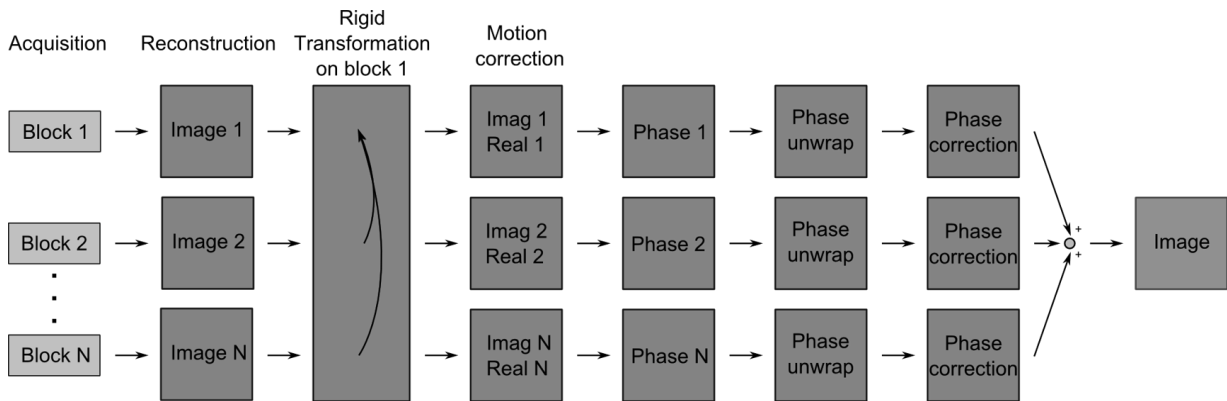 Acquisition
Reconstruction
Rigid
Transformation
on block 1
Motion
correction
Block 1
Image 1
Imag 1
Real 1
Phase 1
Phase
unwrap
Phase
correction
Block 2
Image 2
Imag 2
Real 2
Phase 2
Phase
unwrap
Phase
correction
+
+
Image
Block N
Image N
Imag N
Real N
Phase N
Phase
unwrap
Phase
correction